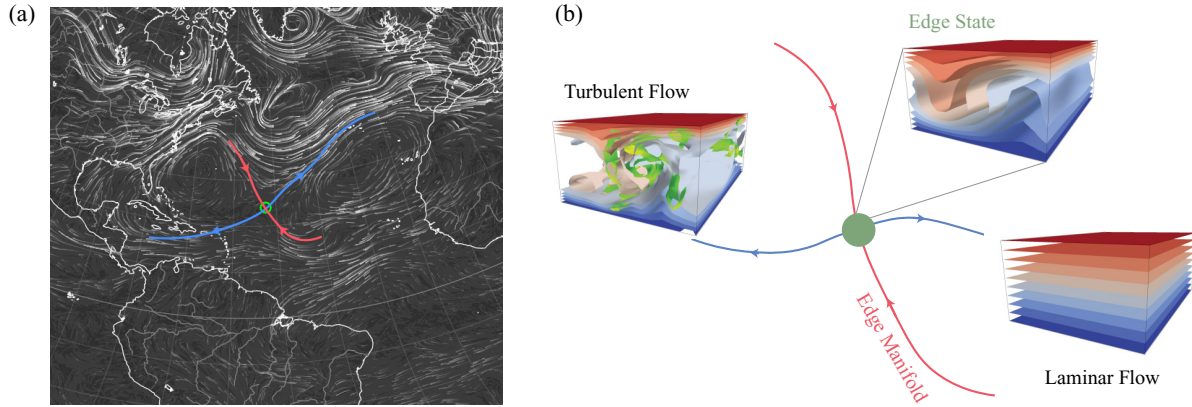 (a)
(b)
Edge State
Turbulent Flow
Edge Manifold
Laminar Flow